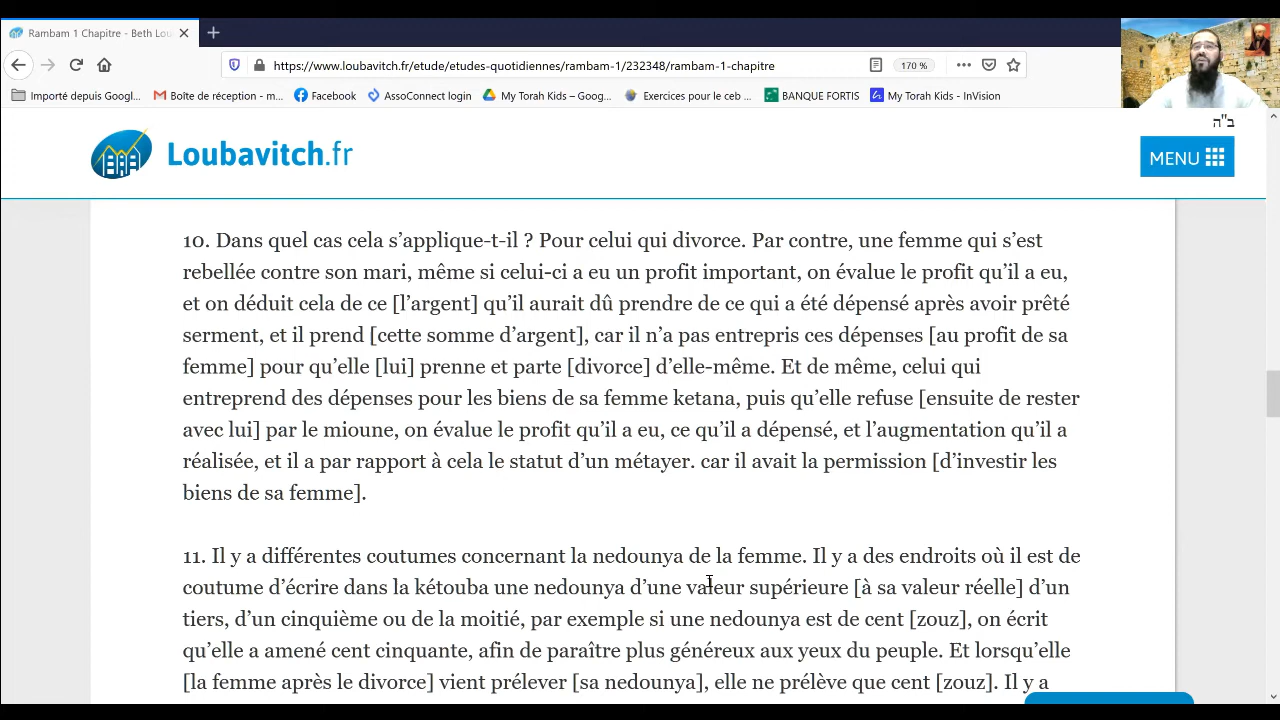 Rambam 1 Chapitre - Beth Lou
https://www.loubavitch.fr/etude/etudes-quotidiennes/rambam-1/232348/rambam-1-chapitre
170 %
Importé depuis Googl...
Boîte de réception - m...
Facebook
AssoConnect login
My Torah Kids – Goog...
Exercices pour le ceb ...
BANQUE FORTIS
My Torah Kids - InVision
ב"ה
Loubavitch.fr
MENU
10. Dans quel cas cela s’applique-t-il ? Pour celui qui divorce. Par contre, une femme qui s’est
rebellée contre son mari, même si celui-ci a eu un profit important, on évalue le profit qu’il a eu,
et on déduit cela de ce [l’argent] qu’il aurait dû prendre de ce qui a été dépensé après avoir prêté
serment, et il prend [cette somme d’argent], car il n’a pas entrepris ces dépenses [au profit de sa
femme] pour qu’elle [lui] prenne et parte [divorce] d’elle-même. Et de même, celui qui
entreprend des dépenses pour les biens de sa femme ketana, puis qu’elle refuse [ensuite de rester
avec lui] par le mioune, on évalue le profit qu’il a eu, ce qu’il a dépensé, et l’augmentation qu’il a
réalisée, et il a par rapport à cela le statut d’un métayer. car il avait la permission [d’investir les
biens de sa femme].
11. Il y a différentes coutumes concernant la nedounya de la femme. Il y a des endroits où il est de
coutume d’écrire dans la kétouba une nedounya d’une valeur supérieure [à sa valeur réelle] d’un
tiers, d’un cinquième ou de la moitié, par exemple si une nedounya est de cent [zouz], on écrit
qu’elle a amené cent cinquante, afin de paraître plus généreux aux yeux du peuple. Et lorsqu’elle
[la femme après le divorce] vient prélever [sa nedounya], elle ne prélève que cent [zouz]. Il y a